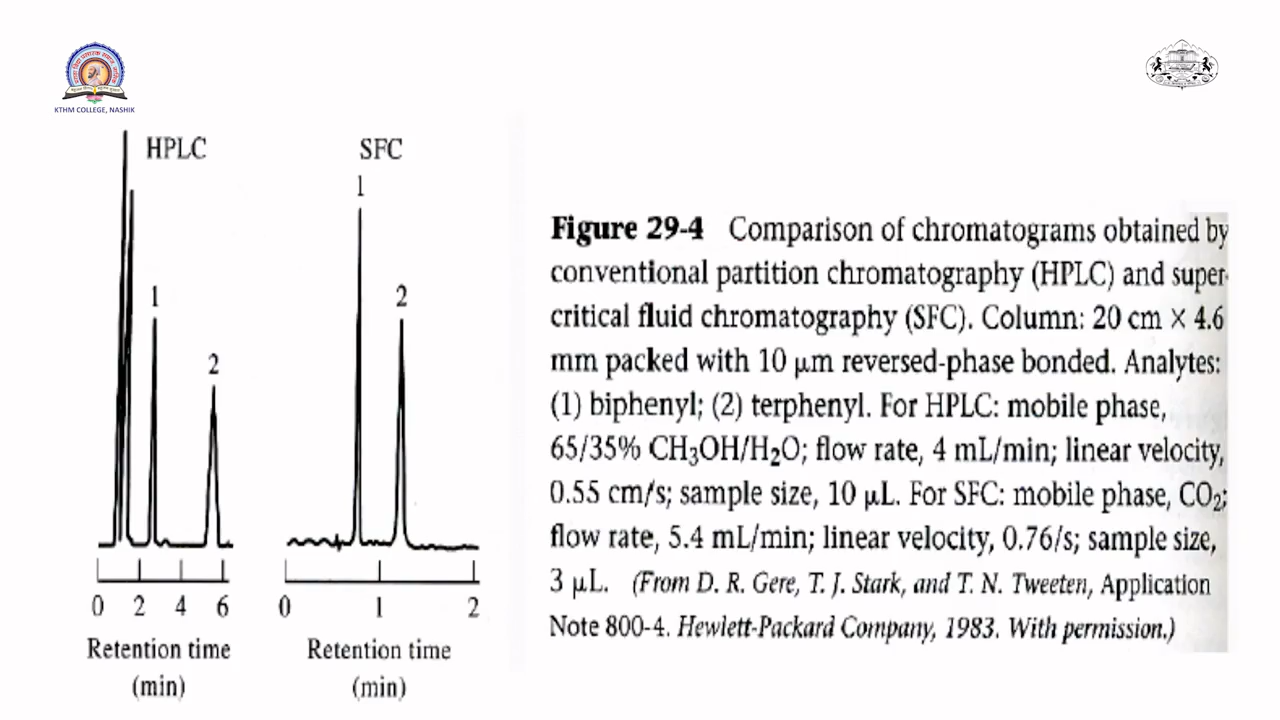 KTHM COLLEGE, NASHIK
HPLC
1
2
0 2 4 6
Retention time
(min)
SFC
1
2
0 1 2
Retention time
(min)
Figure 29-4 Comparison of chromatograms obtained by
conventional partition chromatography (HPLC) and super-
critical fluid chromatography (SFC). Column: 20 cm × 4.6
mm packed with 10 μm reversed-phase bonded. Analytes:
(1) biphenyl; (2) terphenyl. For HPLC: mobile phase,
65/35% CH₃OH/H₂O; flow rate, 4 mL/min; linear velocity,
0.55 cm/s; sample size, 10 μL. For SFC: mobile phase, CO₂;
flow rate, 5.4 mL/min; linear velocity, 0.76/s; sample size,
3 μL. (From D. R. Gere, T. J. Stark, and T. N. Tweeten, Application
Note 800-4. Hewlett-Packard Company, 1983. With permission.)